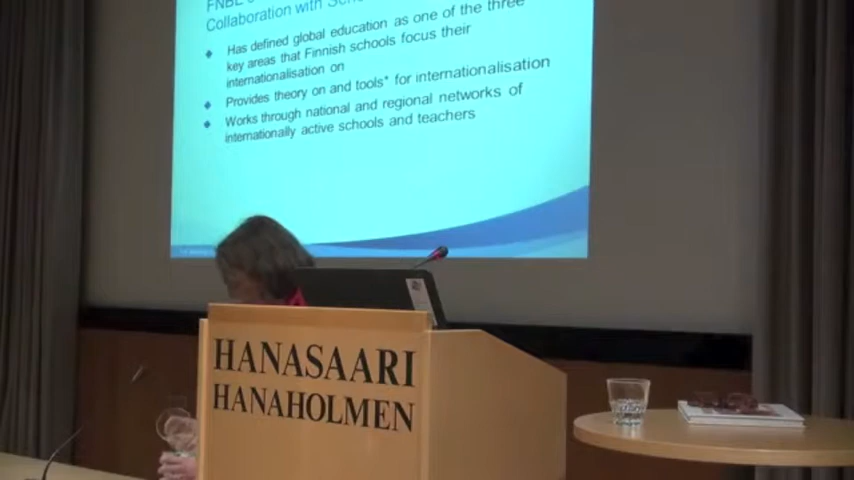 Collaboration with
Has defined global education as one of the three
key areas that Finnish schools focus their
internationalisation on
Provides theory on and tools* for internationalisation
Works through national and regional networks of
internationally active schools and teachers
HANASAARI
HANAHOLMEN